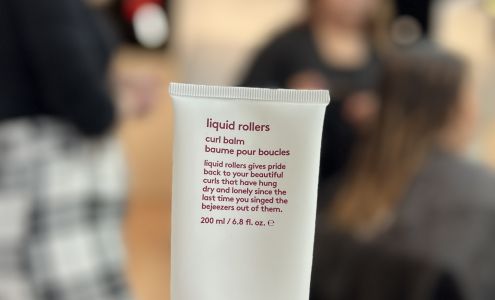 liquid rollers
curl balm
baume pour boucles
liquid rollers gives pride
back to your beautiful
curls that have hung
dry and lonely since the
last time you singed the
bejeezers out of them.
200 ml / 6.8 fl. oz. ℮